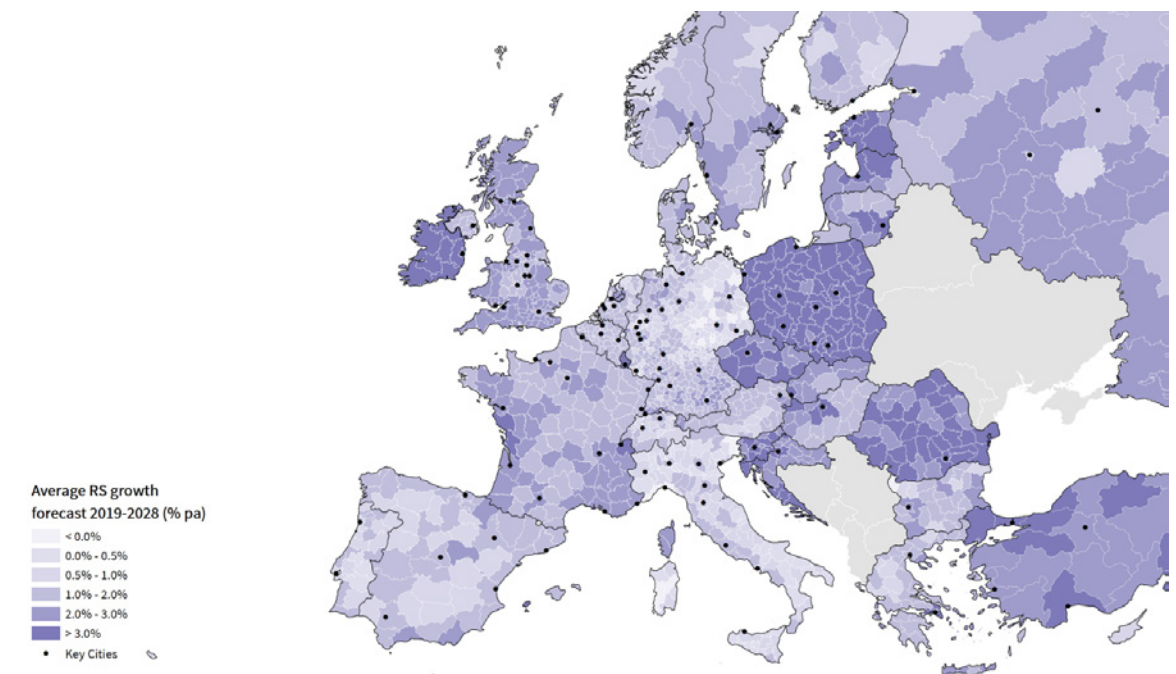 Average RS growth
forecast 2019-2028 (% pa)
< 0.0%
0.0% - 0.5%
0.5% - 1.0%
1.0% - 2.0%
2.0% - 3.0%
> 3.0%
Key Cities